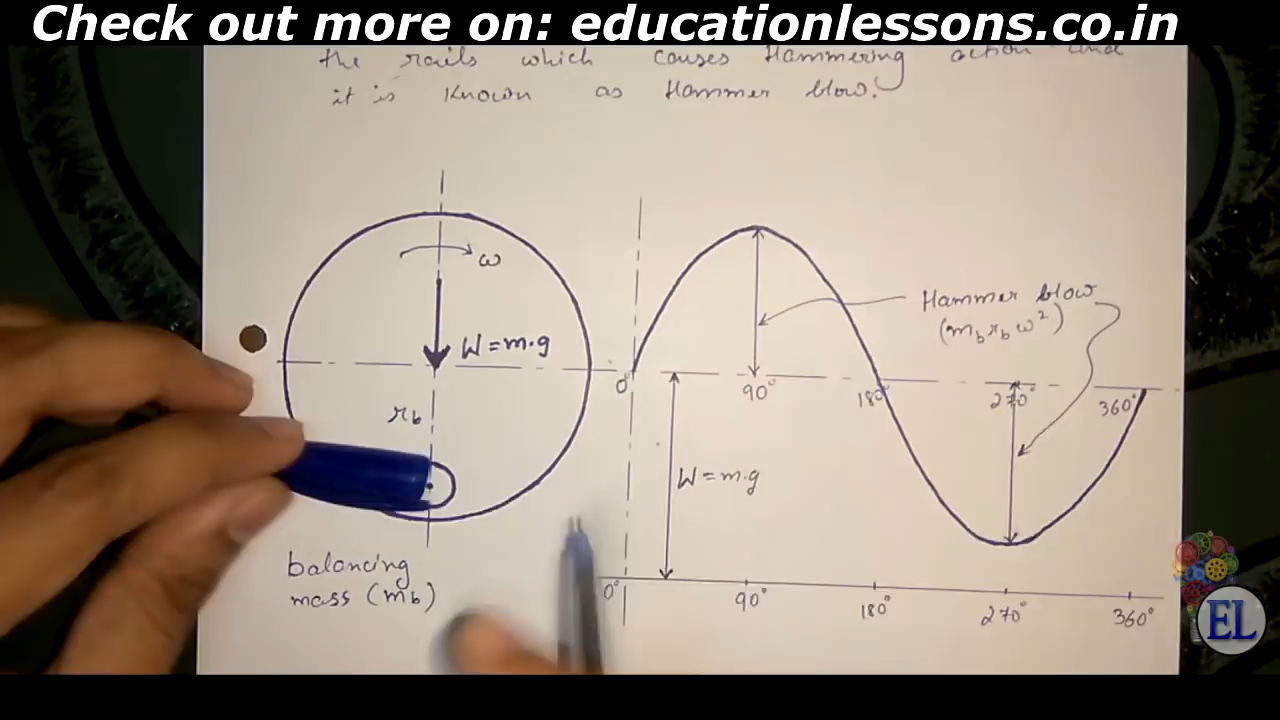 Check out more on: educationlessons.co.in
the rails which causes Hammering action and
it is known as Hammer blow.
ω
W = m·g
r_b
balancing
mass (m_b)
Hammer blow
(m_b r_b ω²)
0° 90° 180° 270° 360°
W = m·g
0° 90° 180° 270° 360°
EL